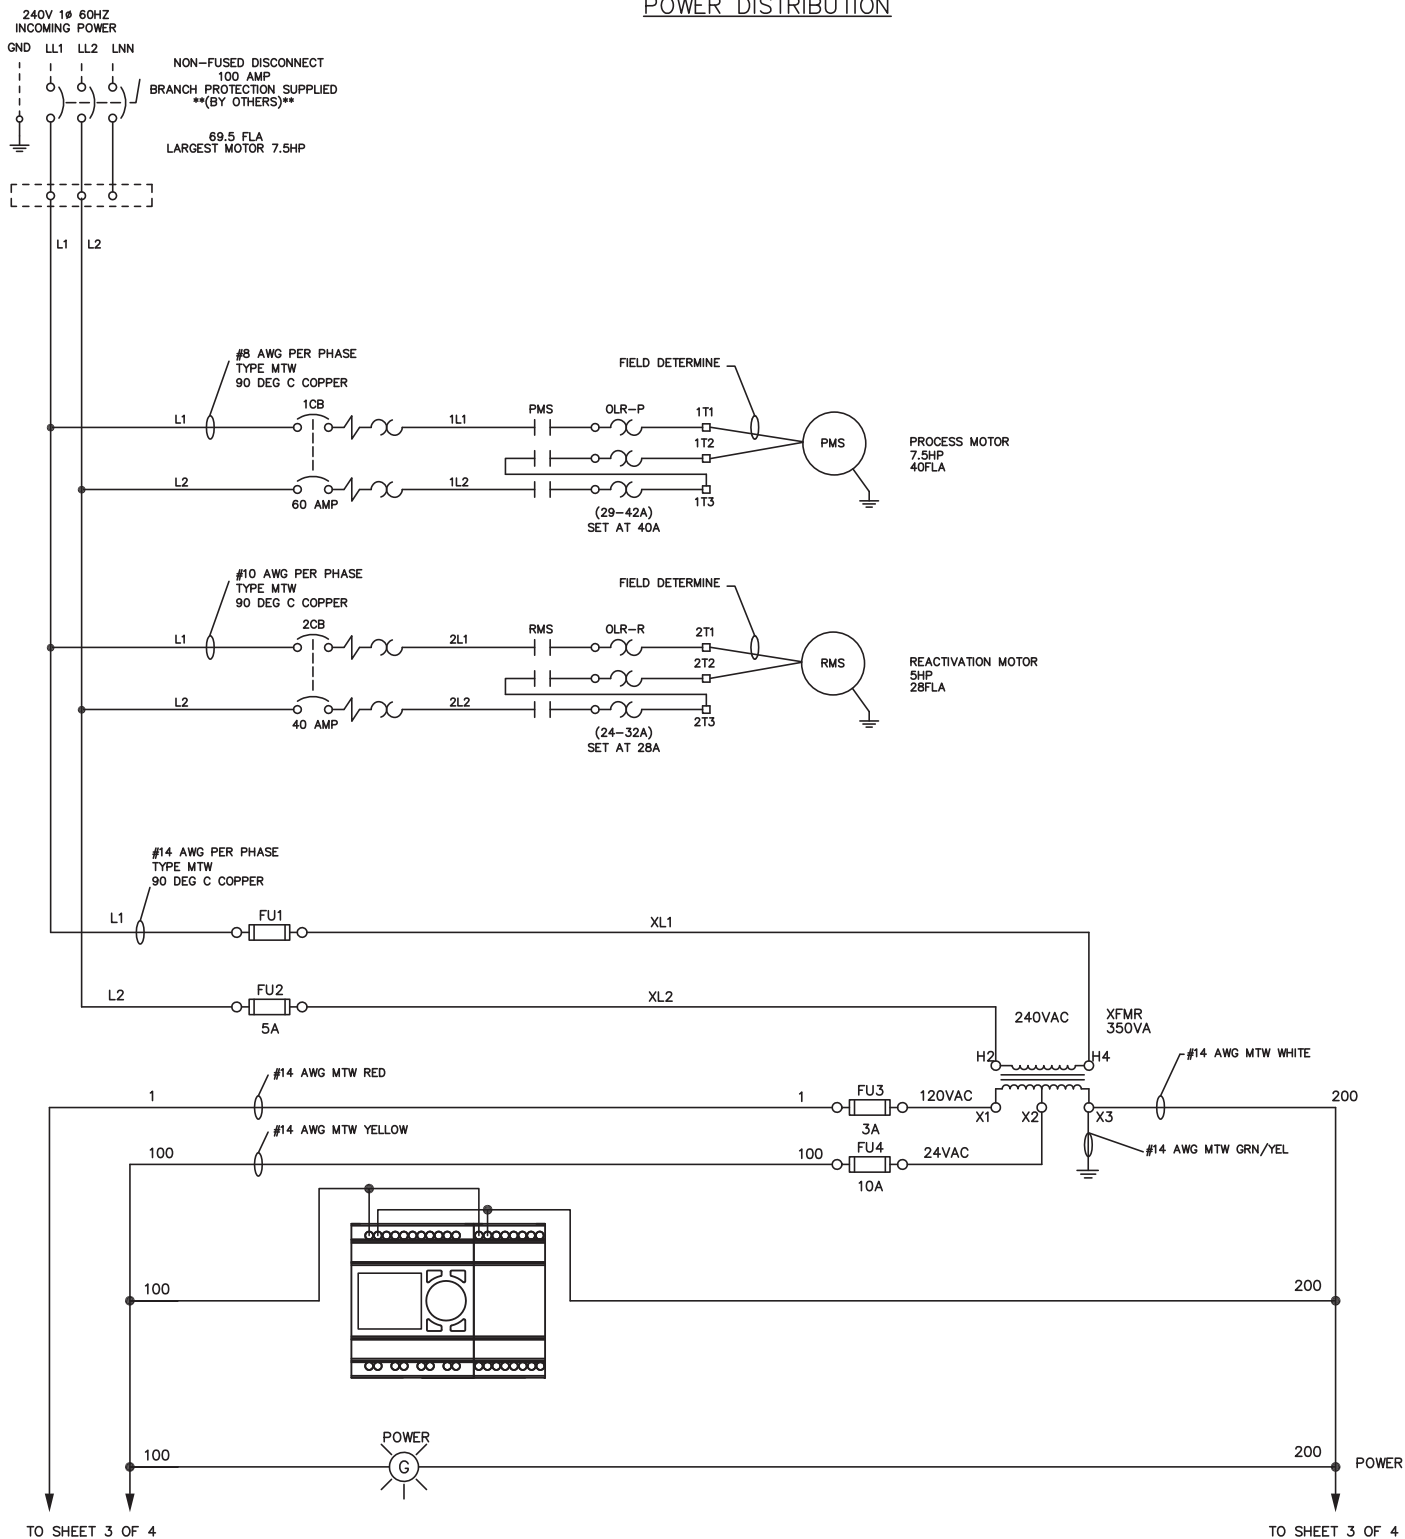 POWER DISTRIBUTION
240V 1ø 60HZ
INCOMING POWER
GND LL1 LL2 LNN
NON-FUSED DISCONNECT
100 AMP
BRANCH PROTECTION SUPPLIED
**(BY OTHERS)**
69.5 FLA
LARGEST MOTOR 7.5HP
L1 L2
#8 AWG PER PHASE
TYPE MTW
90 DEG C COPPER
FIELD DETERMINE
1CB
L1
1L1
PMS
OLR-P
1T1
1T2
PMS
PROCESS MOTOR
7.5HP
40FLA
L2
60 AMP
1L2
1T3
(29-42A)
SET AT 40A
#10 AWG PER PHASE
TYPE MTW
90 DEG C COPPER
FIELD DETERMINE
2CB
L1
2L1
RMS
OLR-R
2T1
2T2
RMS
REACTIVATION MOTOR
5HP
28FLA
L2
40 AMP
2L2
2T3
(24-32A)
SET AT 28A
#14 AWG PER PHASE
TYPE MTW
90 DEG C COPPER
L1
FU1
XL1
L2
FU2
5A
XL2
240VAC
XFMR
350VA
H2
H4
#14 AWG MTW WHITE
#14 AWG MTW RED
1
1
FU3
3A
120VAC
X1
X2
X3
200
#14 AWG MTW YELLOW
100
100
FU4
10A
24VAC
#14 AWG MTW GRN/YEL
100
200
POWER
100
G
200
POWER
TO SHEET 3 OF 4
TO SHEET 3 OF 4